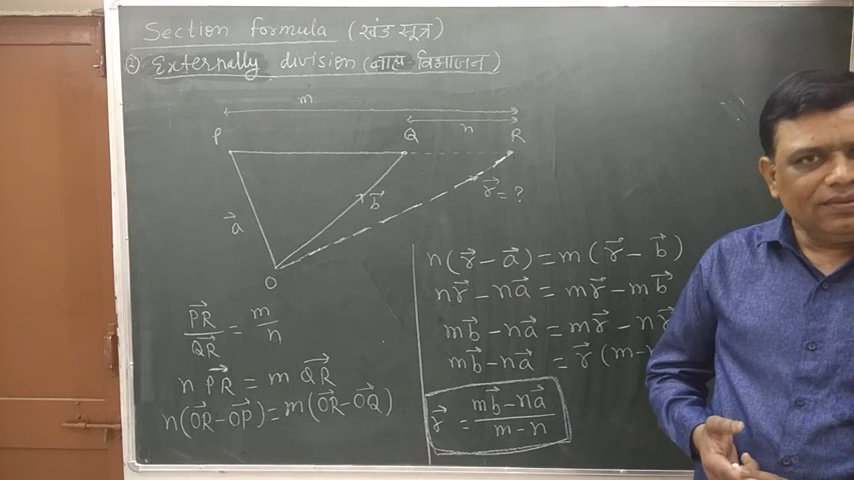 Section formula (खंड सूत्र)
② Externally division (बाह्य विभाजन)
m
n
P
Q
R
a⃗
b⃗
r⃗ = ?
O
PR⃗/QR⃗ = m/n
n PR⃗ = m QR⃗
n(OR⃗ - OP⃗) = m(OR⃗ - OQ⃗)
n(r⃗ - a⃗) = m(r⃗ - b⃗)
nr⃗ - na⃗ = mr⃗ - mb⃗
mb⃗ - na⃗ = mr⃗ - nr⃗
mb⃗ - na⃗ = r⃗ (m-
r⃗ = (mb⃗ - na⃗)/(m - n)